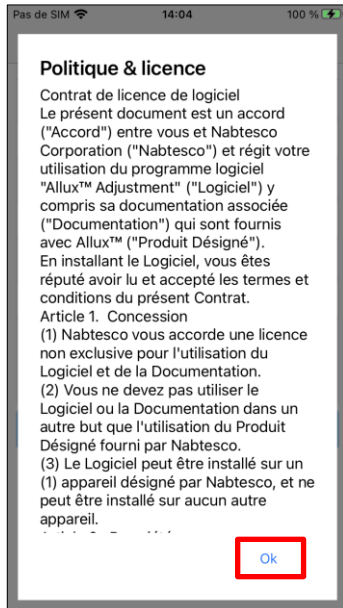 Pas de SIM 14:04 100 %
Politique & licence
Contrat de licence de logiciel
Le présent document est un accord
("Accord") entre vous et Nabtesco
Corporation ("Nabtesco") et régit votre
utilisation du programme logiciel
"Allux™ Adjustment" ("Logiciel") y
compris sa documentation associée
("Documentation") qui sont fournis
avec Allux™ ("Produit Désigné").
En installant le Logiciel, vous êtes
réputé avoir lu et accepté les termes et
conditions du présent Contrat.
Article 1.  Concession
(1) Nabtesco vous accorde une licence
non exclusive pour l'utilisation du
Logiciel et de la Documentation.
(2) Vous ne devez pas utiliser le
Logiciel ou la Documentation dans un
autre but que l'utilisation du Produit
Désigné fourni par Nabtesco.
(3) Le Logiciel peut être installé sur un
(1) appareil désigné par Nabtesco, et ne
peut être installé sur aucun autre
appareil.
Ok